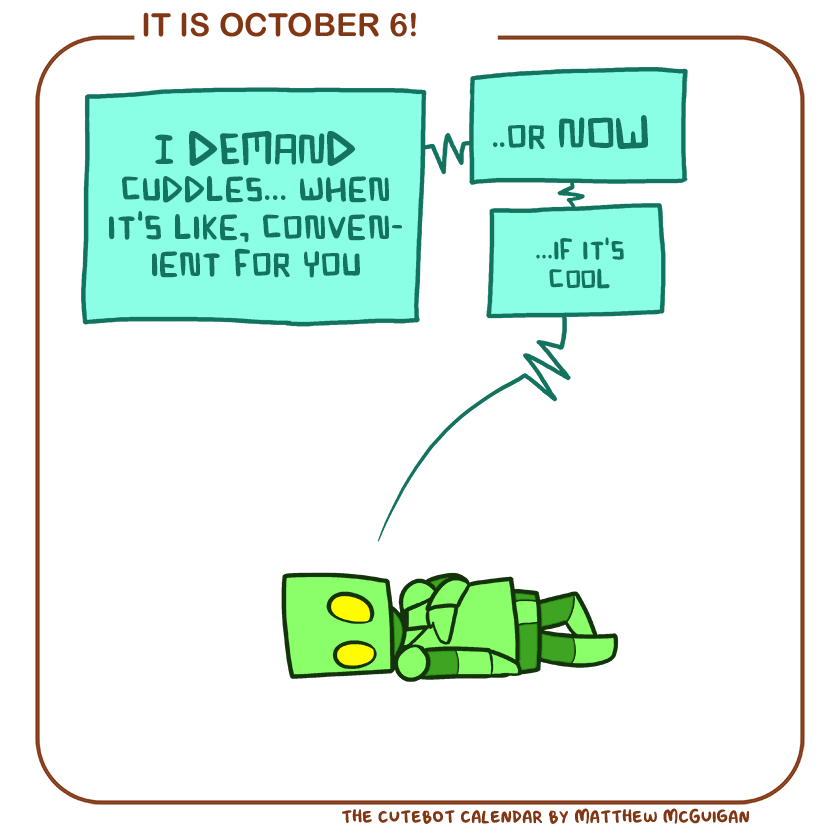 IT IS OCTOBER 6!
I DEMAND
CUDDLES... WHEN
IT'S LIKE, CONVEN-
IENT FOR YOU
..OR NOW
...IF IT'S
COOL
THE CUTEBOT CALENDAR BY MATTHEW MCGUIGAN